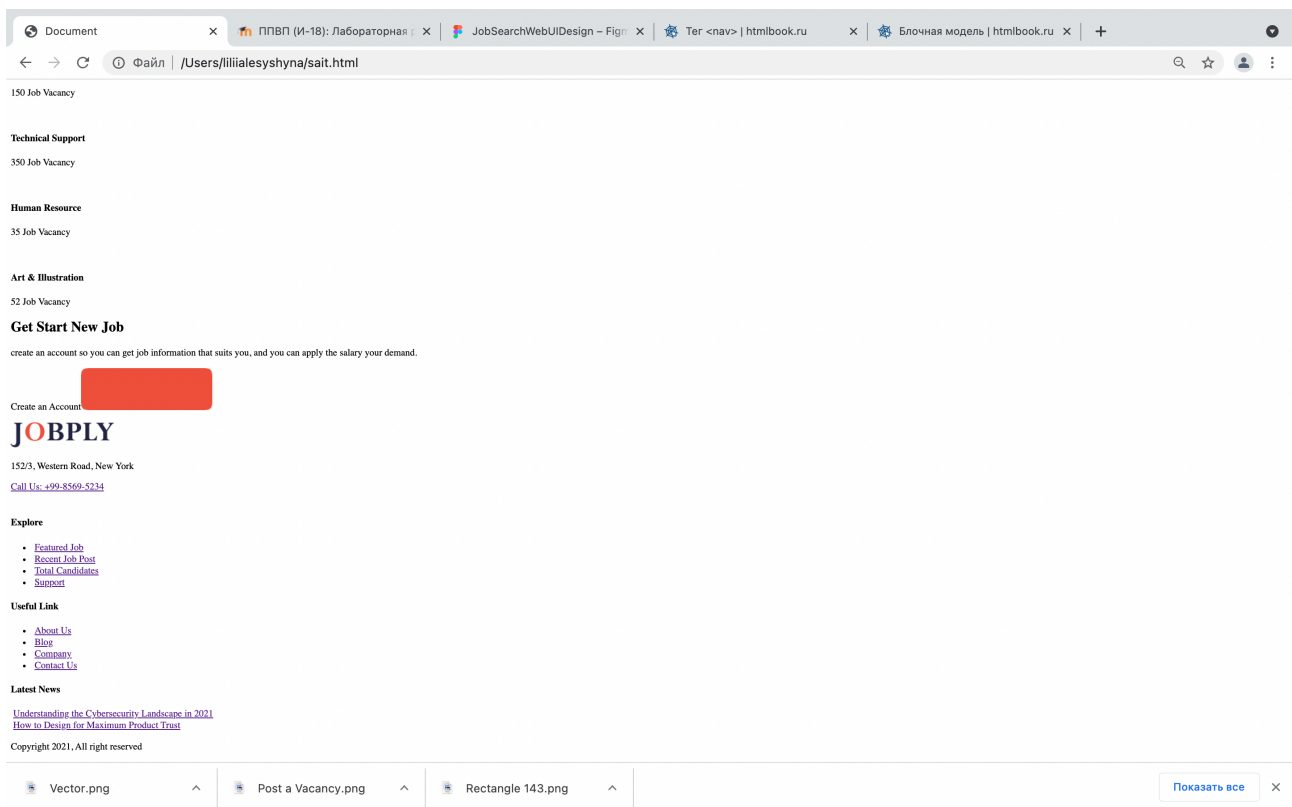 Document
ППВП (И-18): Лабораторная р
JobSearchWebUIDesign – Figm
Тег <nav> | htmlbook.ru
Блочная модель | htmlbook.ru
Файл | /Users/liliialesyshyna/sait.html
150 Job Vacancy
Technical Support
350 Job Vacancy
Human Resource
35 Job Vacancy
Art & Illustration
52 Job Vacancy
Get Start New Job
create an account so you can get job information that suits you, and you can apply the salary your demand.
Create an Account
JOBPLY
152/3, Western Road, New York
Call Us: +99-8569-5234
Explore
Featured Job
Recent Job Post
Total Candidates
Support
Useful Link
About Us
Blog
Company
Contact Us
Latest News
Understanding the Cybersecurity Landscape in 2021
How to Design for Maximum Product Trust
Copyright 2021, All right reserved
Vector.png
Post a Vacancy.png
Rectangle 143.png
Показать все